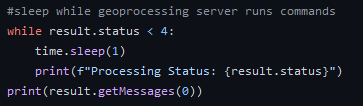 #sleep while geoprocessing server runs commands
while result.status < 4:
    time.sleep(1)
    print(f"Processing Status: {result.status}")
print(result.getMessages(0))